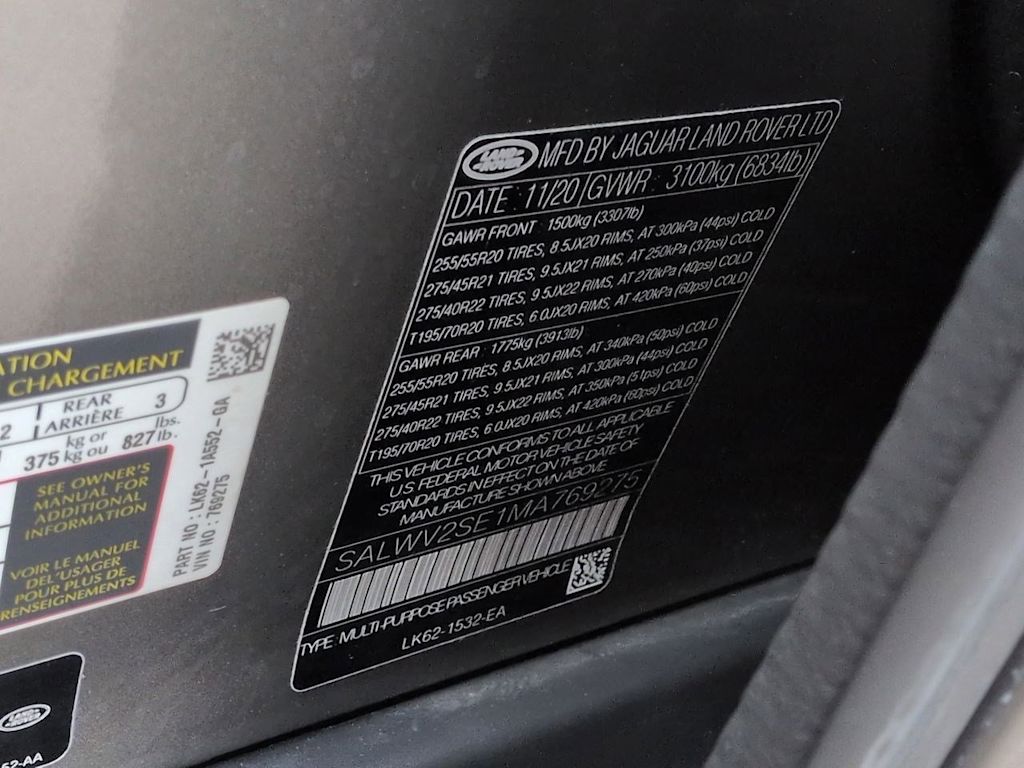 LAND ROVER MFD BY JAGUAR LAND ROVER LTD
DATE : 11/20 GVWR : 3100kg (6834lb)
GAWR FRONT : 1500kg (3307lb)
255/55R20 TIRES, 8.5JX20 RIMS, AT 300kPa (44psi) COLD
275/45R21 TIRES, 9.5JX21 RIMS, AT 250kPa (37psi) COLD
275/40R22 TIRES, 9.5JX22 RIMS, AT 270kPa (40psi) COLD
T195/70R20 TIRES, 6.0JX20 RIMS, AT 420kPa (60psi) COLD
GAWR REAR : 1775kg (3913lb)
255/55R20 TIRES, 8.5JX20 RIMS, AT 340kPa (50psi) COLD
275/45R21 TIRES, 9.5JX21 RIMS, AT 300kPa (44psi) COLD
275/40R22 TIRES, 9.5JX22 RIMS, AT 350kPa (51psi) COLD
T195/70R20 TIRES, 6.0JX20 RIMS, AT 420kPa (60psi) COLD
THIS VEHICLE CONFORMS TO ALL APPLICABLE
U.S. FEDERAL MOTOR VEHICLE SAFETY
STANDARDS IN EFFECT ON THE DATE OF
MANUFACTURE SHOWN ABOVE
SALWV2SE1MA769275
TYPE: MULTI-PURPOSE PASSENGER VEHICLE
LK62-1532-EA
ATION
CHARGEMENT
2 REAR 3
ARRIÈRE
375 kg or 827 lbs.
kg ou lb.
SEE OWNER'S
MANUAL FOR
ADDITIONAL
INFORMATION
VOIR LE MANUEL
DEL'USAGER
POUR PLUS DE
RENSEIGNEMENTS
PART NO : LK62-1A552-GA
VIN NO : 769275
LAND ROVER
52-AA